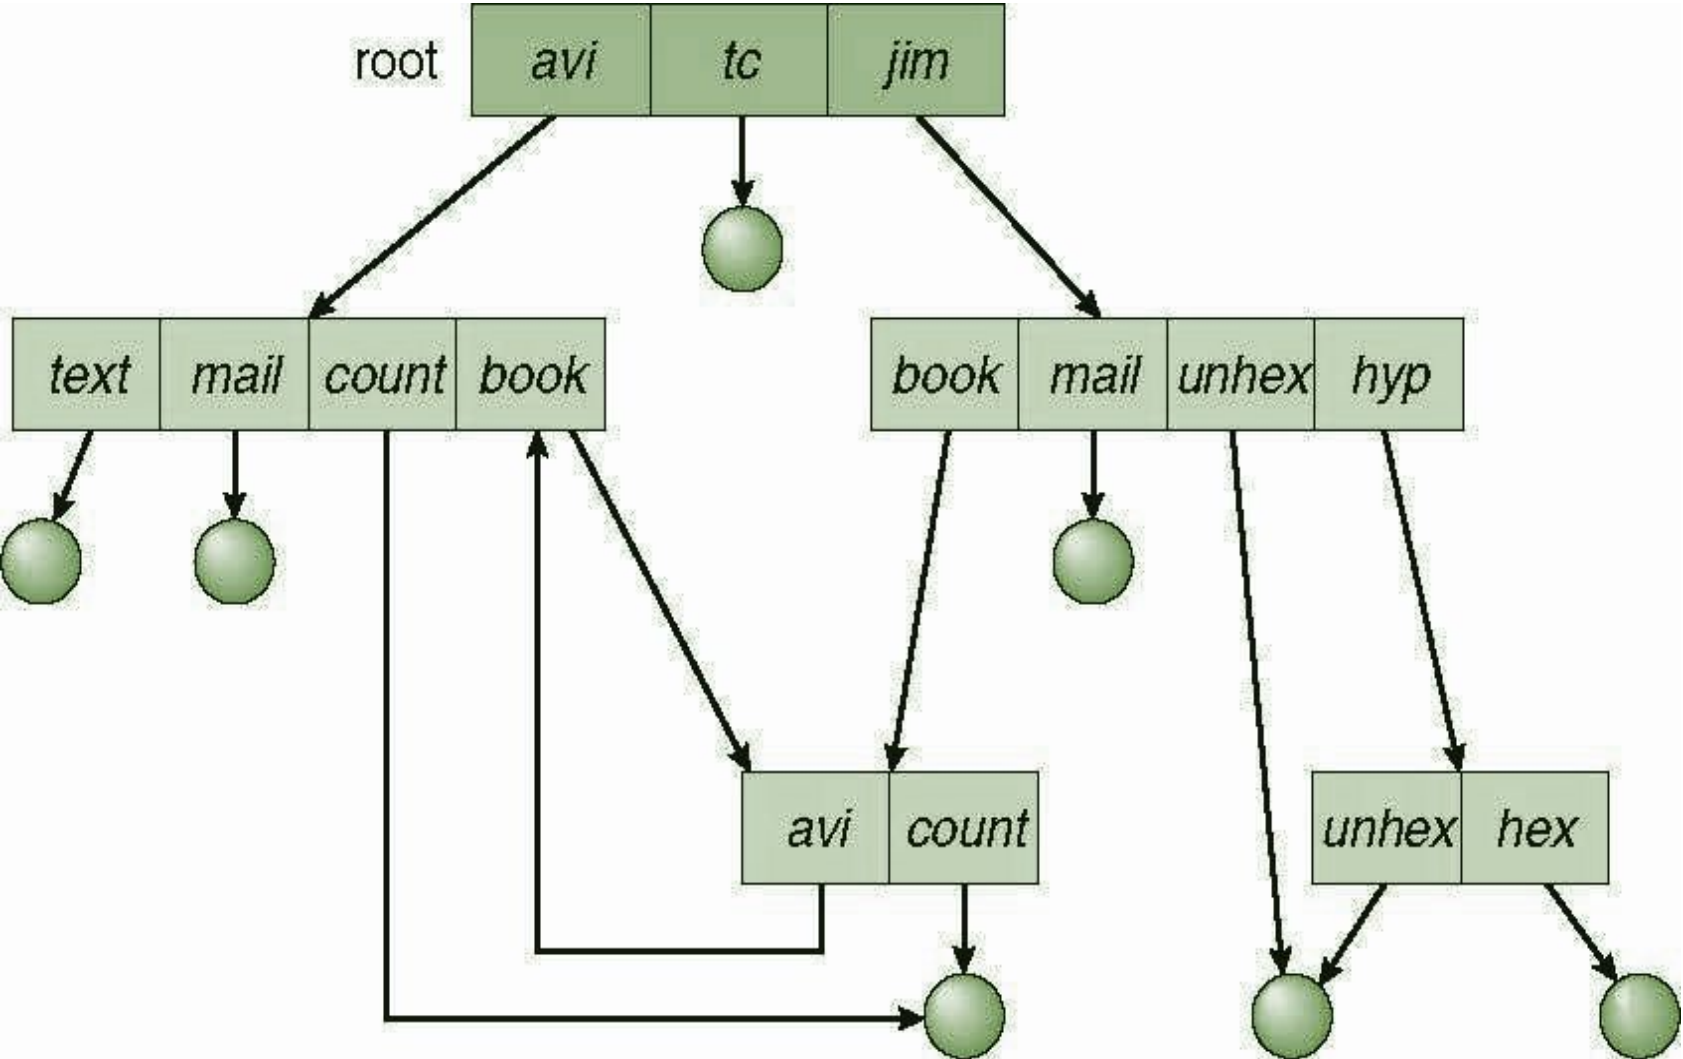 root avi tc jim
text mail count book book mail unhex hyp
avi count unhex hex